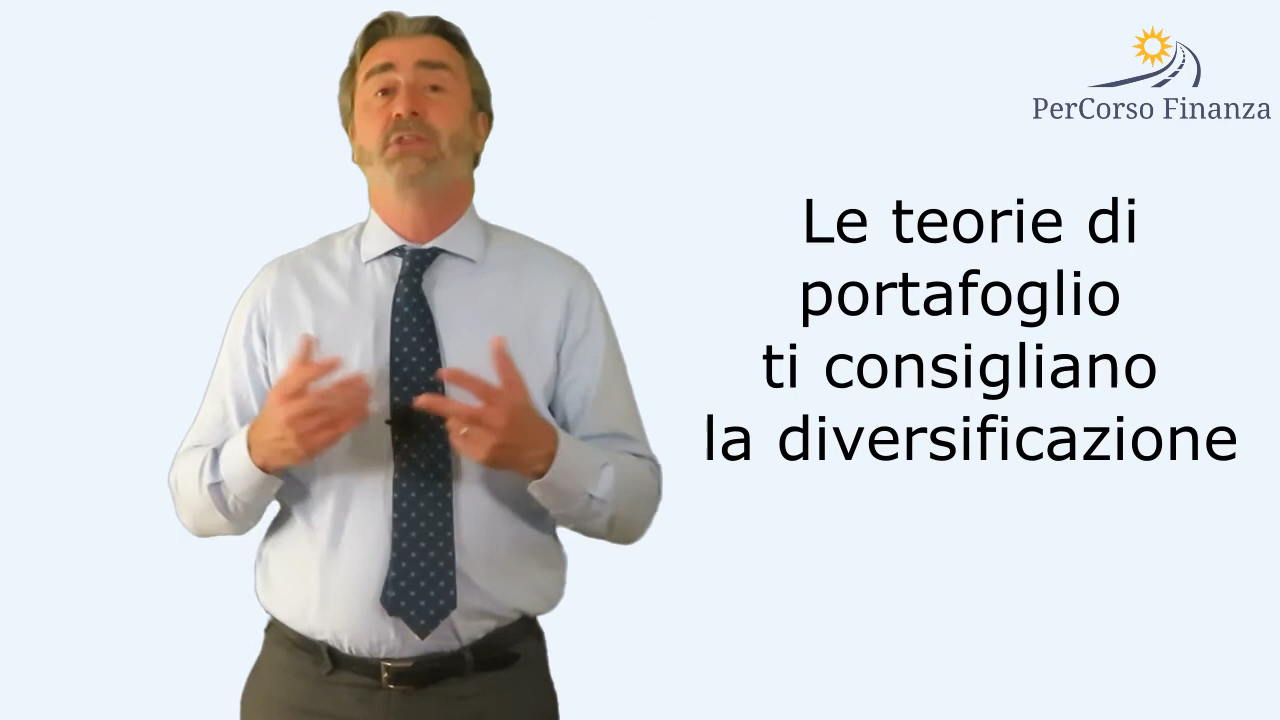 PerCorso Finanza
Le teorie di
portafoglio
ti consigliano
la diversificazione